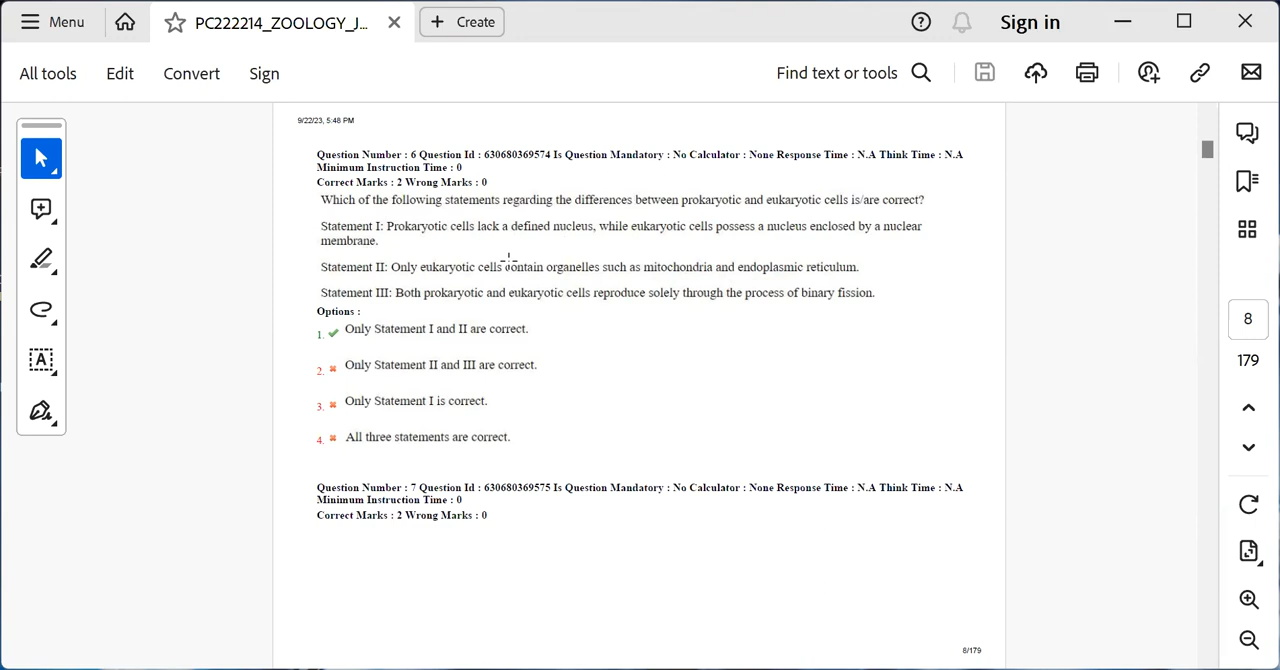 Menu
PC222214_ZOOLOGY_J...
Create
Sign in
All tools
Edit
Convert
Sign
Find text or tools
9/22/23, 5:48 PM
Question Number : 6 Question Id : 630680369574 Is Question Mandatory : No Calculator : None Response Time : N.A Think Time : N.A
Minimum Instruction Time : 0
Correct Marks : 2 Wrong Marks : 0
Which of the following statements regarding the differences between prokaryotic and eukaryotic cells is/are correct?
Statement I: Prokaryotic cells lack a defined nucleus, while eukaryotic cells possess a nucleus enclosed by a nuclear
membrane.
Statement II: Only eukaryotic cells contain organelles such as mitochondria and endoplasmic reticulum.
Statement III: Both prokaryotic and eukaryotic cells reproduce solely through the process of binary fission.
Options :
1. Only Statement I and II are correct.
2. Only Statement II and III are correct.
3. Only Statement I is correct.
4. All three statements are correct.
Question Number : 7 Question Id : 630680369575 Is Question Mandatory : No Calculator : None Response Time : N.A Think Time : N.A
Minimum Instruction Time : 0
Correct Marks : 2 Wrong Marks : 0
8/179
8
179